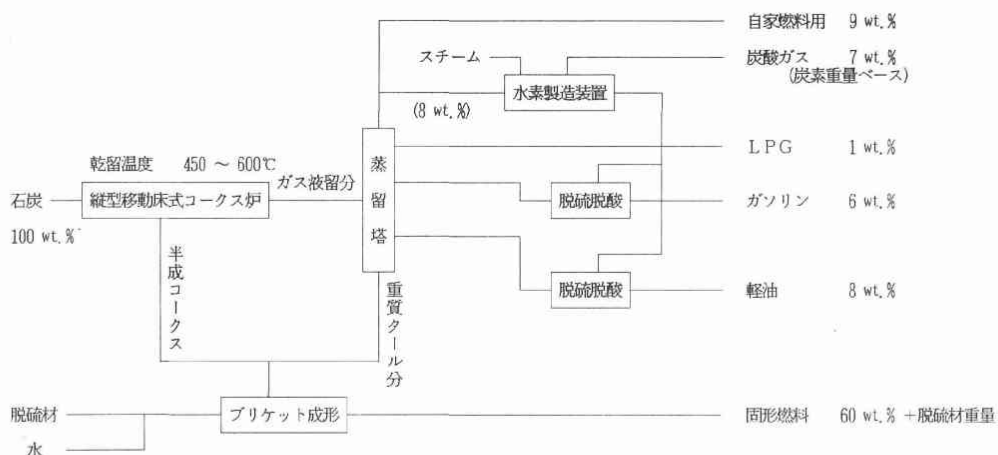 自家燃料用 9 wt.%
スチーム
炭酸ガス 7 wt.%
(炭素重量ベース)
水素製造装置
(8 wt.%)
蒸留塔
LPG 1 wt.%
乾留温度 450 ～ 600℃
ガス液留分
石炭
縦型移動床式コークス炉
脱硫脱酸
ガソリン 6 wt.%
100 wt.%
半成コークス
重質タール分
脱硫脱酸
軽油 8 wt.%
脱硫材
ブリケット成形
固形燃料 60 wt.% +脱硫材重量
水